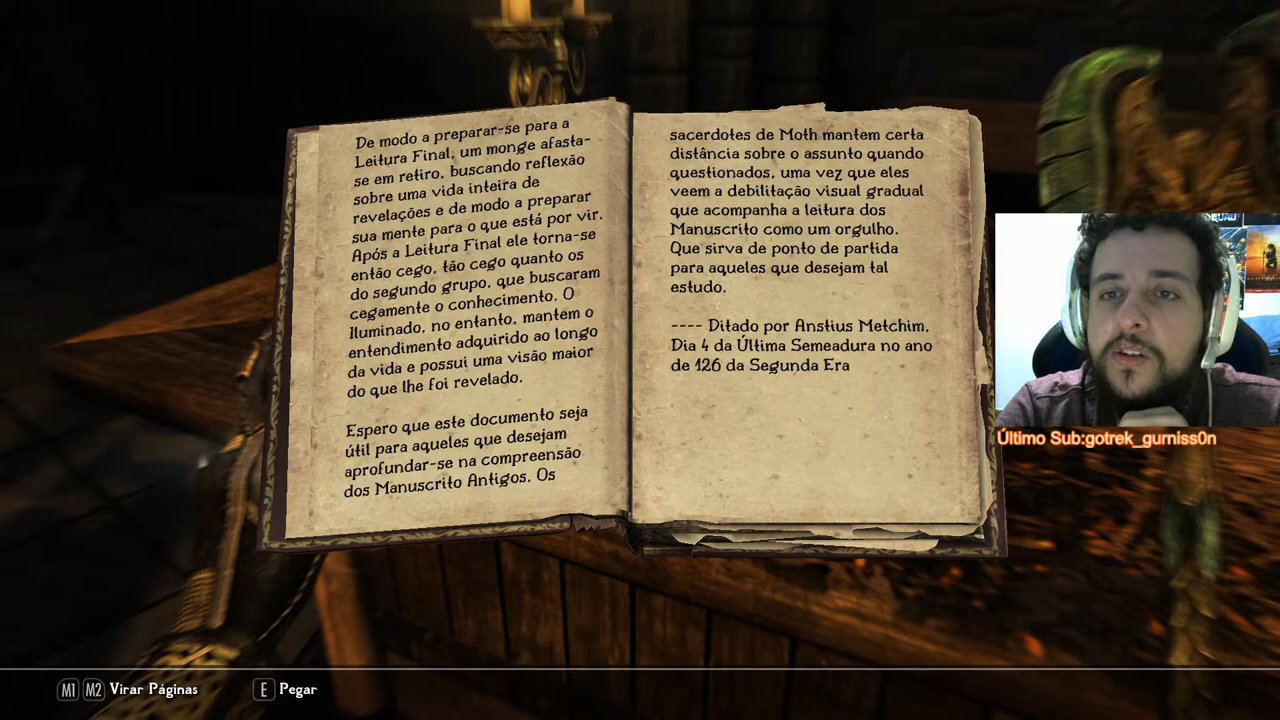 De modo a preparar-se para a
Leitura Final, um monge afasta-
se em retiro, buscando reflexão
sobre uma vida inteira de
revelações e de modo a preparar
sua mente para o que está por vir.
Após a Leitura Final ele torna-se
então cego, tão cego quanto os
do segundo grupo, que buscaram
cegamente o conhecimento. O
Iluminado, no entanto, mantem o
entendimento adquirido ao longo
da vida e possui uma visão maior
do que lhe foi revelado.
Espero que este documento seja
útil para aqueles que desejam
aprofundar-se na compreensão
dos Manuscrito Antigos. Os
sacerdotes de Moth mantem certa
distância sobre o assunto quando
questionados, uma vez que eles
veem a debilitação visual gradual
que acompanha a leitura dos
Manuscrito como um orgulho.
Que sirva de ponto de partida
para aqueles que desejam tal
estudo.
---- Ditado por Anstius Metchim,
Dia 4 da Última Semeadura no ano
de 126 da Segunda Era
Último Sub:gotrek_gurniss0n
M1 M2 Virar Páginas E Pegar